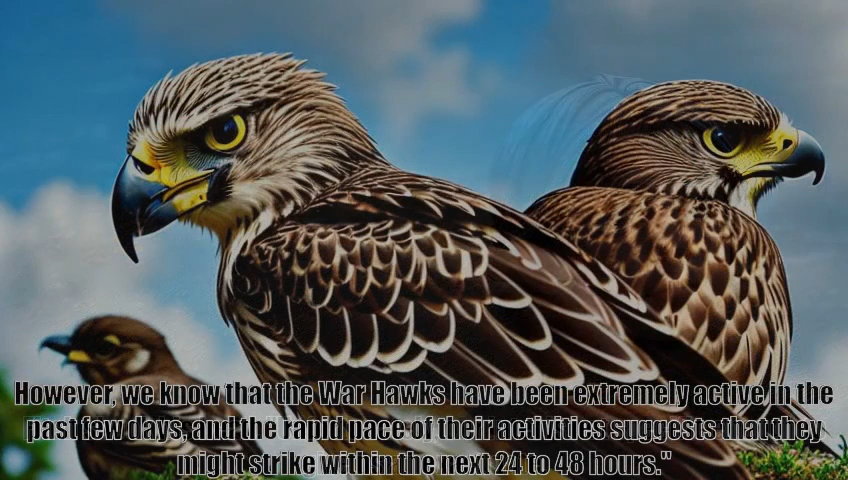 However, we know that the War Hawks have been extremely active in the
past few days, and the "rapid pace of their activities suggests that they
might strike within the next 24 to 48 hours."